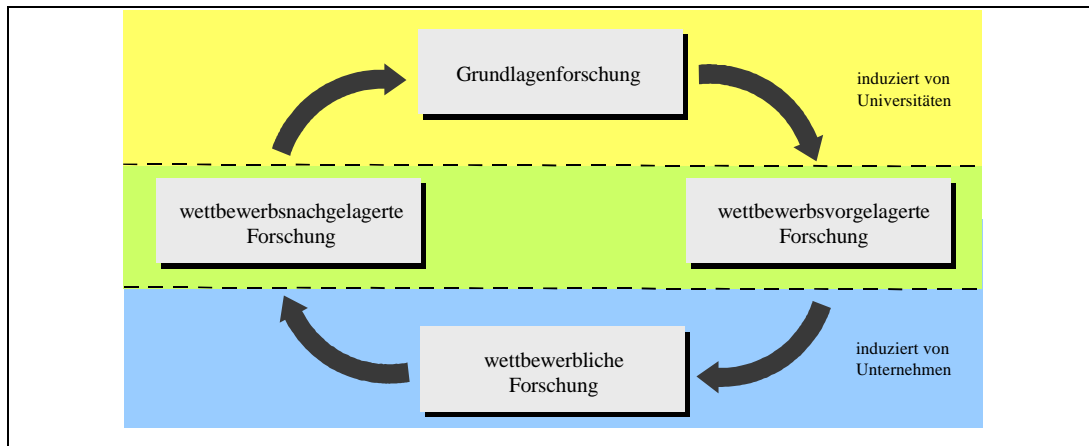 Grundlagenforschung
induziert von
Universitäten
wettbewerbsnachgelagerte
Forschung
wettbewerbsvorgelagerte
Forschung
wettbewerbliche
Forschung
induziert von
Unternehmen